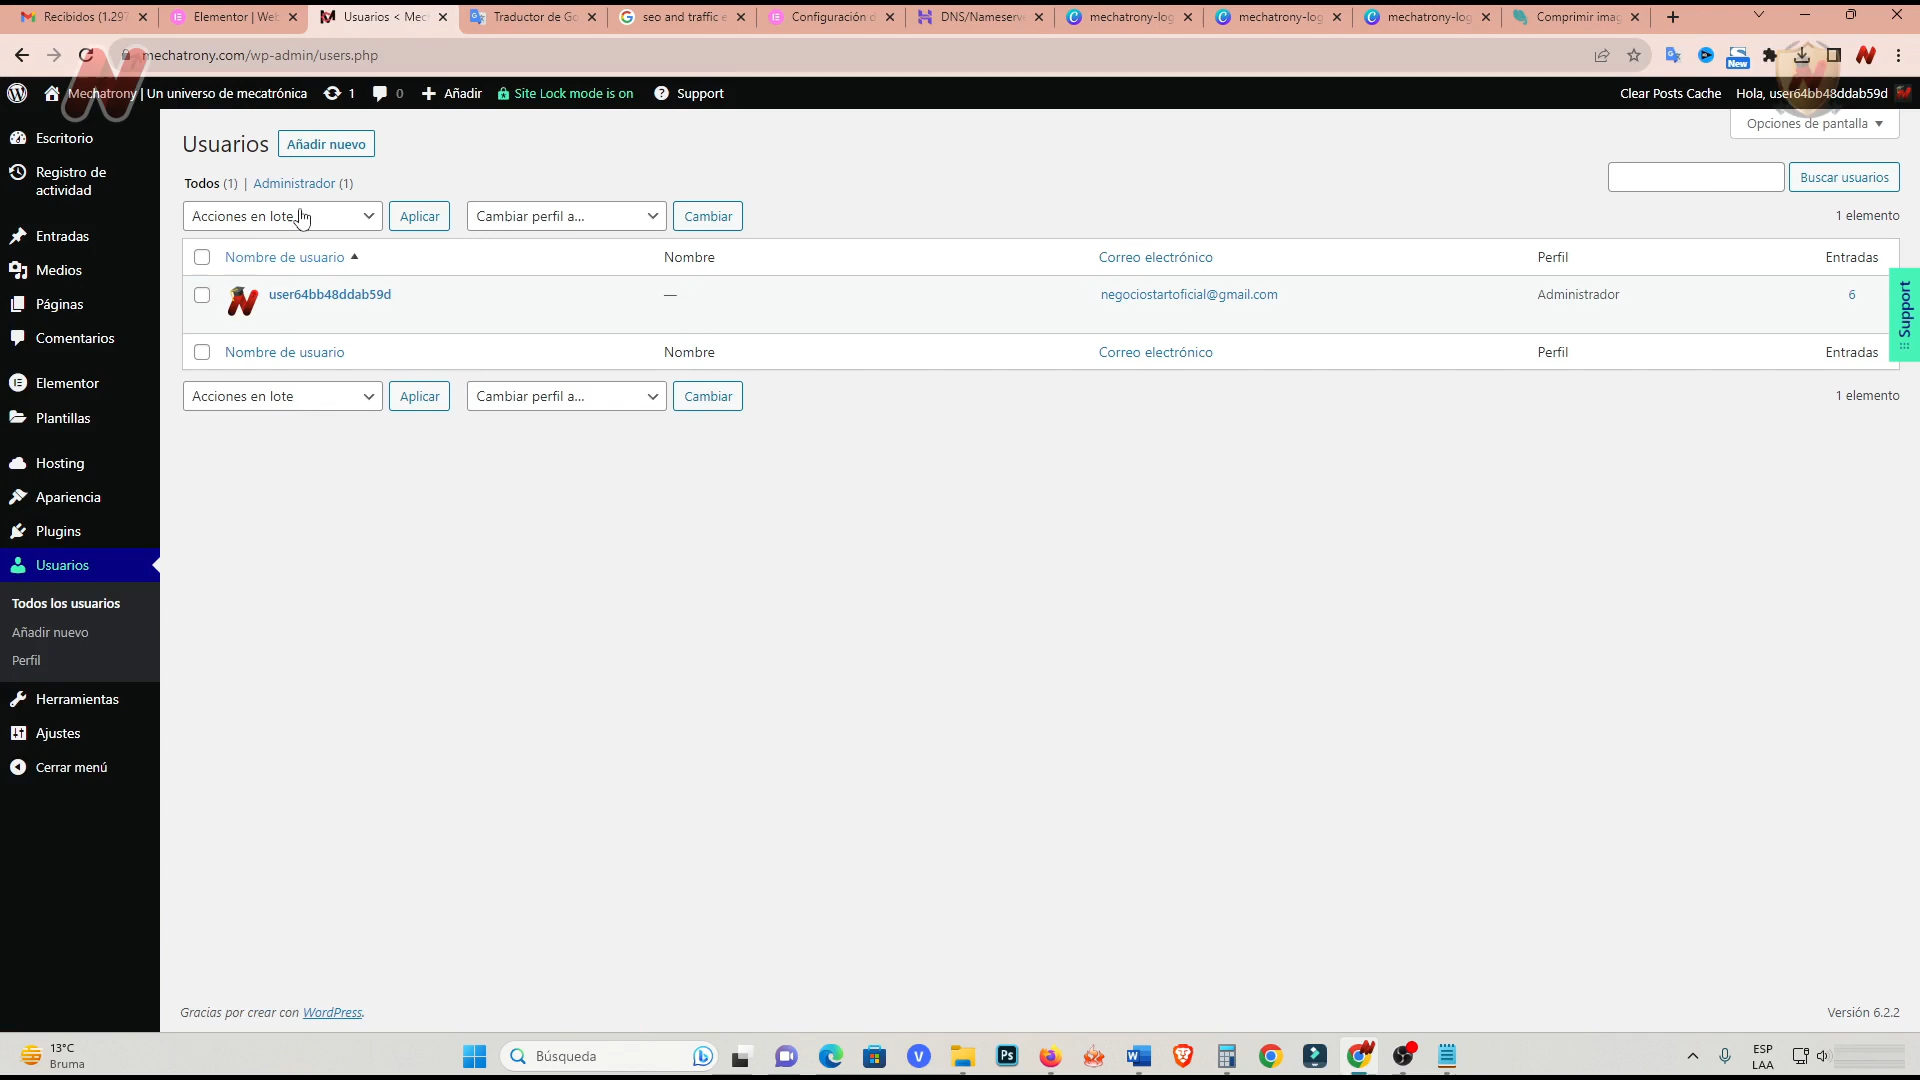 Recibidos (1.297
Elementor | Web
Usuarios < Mec
Traductor de Go
seo and traffic e
Configuración d
DNS/Nameserv
mechatrony-log
mechatrony-log
mechatrony-log
Comprimir imag
mechatrony.com/wp-admin/users.php
New
Mechatrony | Un universo de mecatrónica
1
0
Añadir
Site Lock mode is on
Support
Clear Posts Cache
Hola, user64bb48ddab59d
Escritorio
Registro de
actividad
Entradas
Medios
Páginas
Comentarios
Elementor
Plantillas
Hosting
Apariencia
Plugins
Usuarios
Todos los usuarios
Añadir nuevo
Perfil
Herramientas
Ajustes
Cerrar menú
Usuarios
Añadir nuevo
Opciones de pantalla
Todos (1) | Administrador (1)
Buscar usuarios
Acciones en lote
Aplicar
Cambiar perfil a...
Cambiar
1 elemento
Nombre de usuario
Nombre
Correo electrónico
Perfil
Entradas
user64bb48ddab59d
—
negociostartoficial@gmail.com
Administrador
6
Nombre de usuario
Nombre
Correo electrónico
Perfil
Entradas
Acciones en lote
Aplicar
Cambiar perfil a...
Cambiar
1 elemento
Support
Gracias por crear con WordPress.
Versión 6.2.2
13°C
Bruma
Búsqueda
V
Ps
W
ESP
LAA